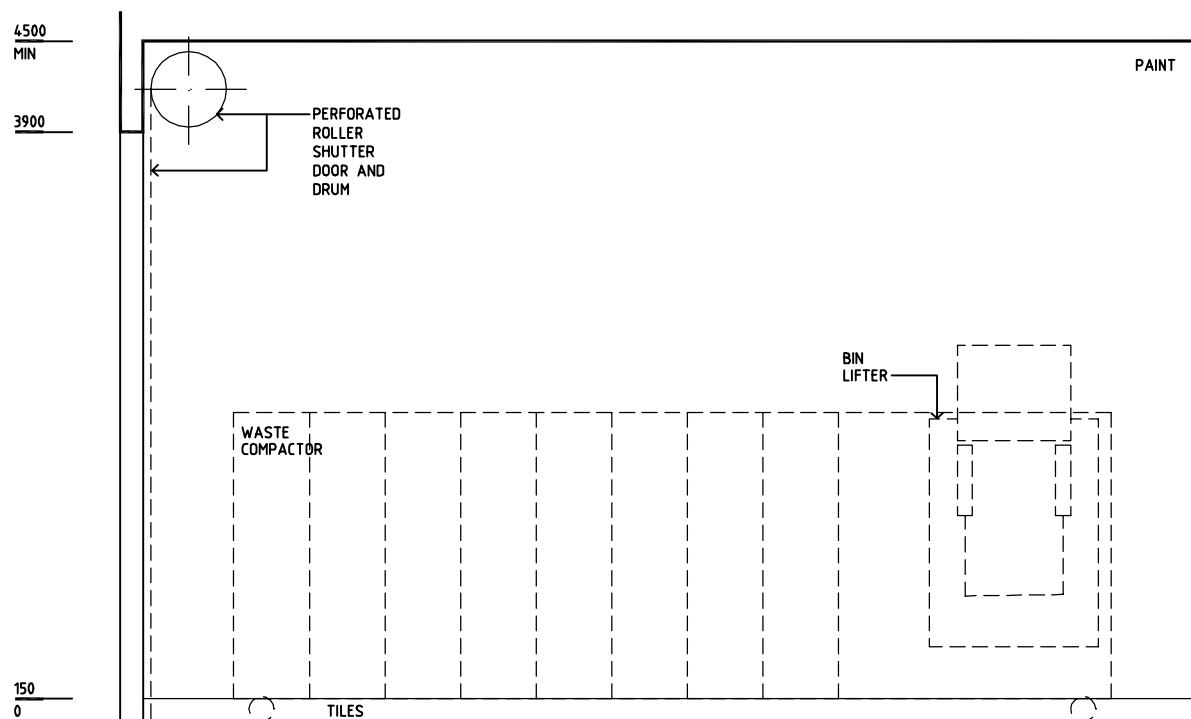 4500
MIN
PAINT
3900
PERFORATED
ROLLER
SHUTTER
DOOR AND
DRUM
BIN
LIFTER
WASTE
COMPACTOR
150
0
TILES